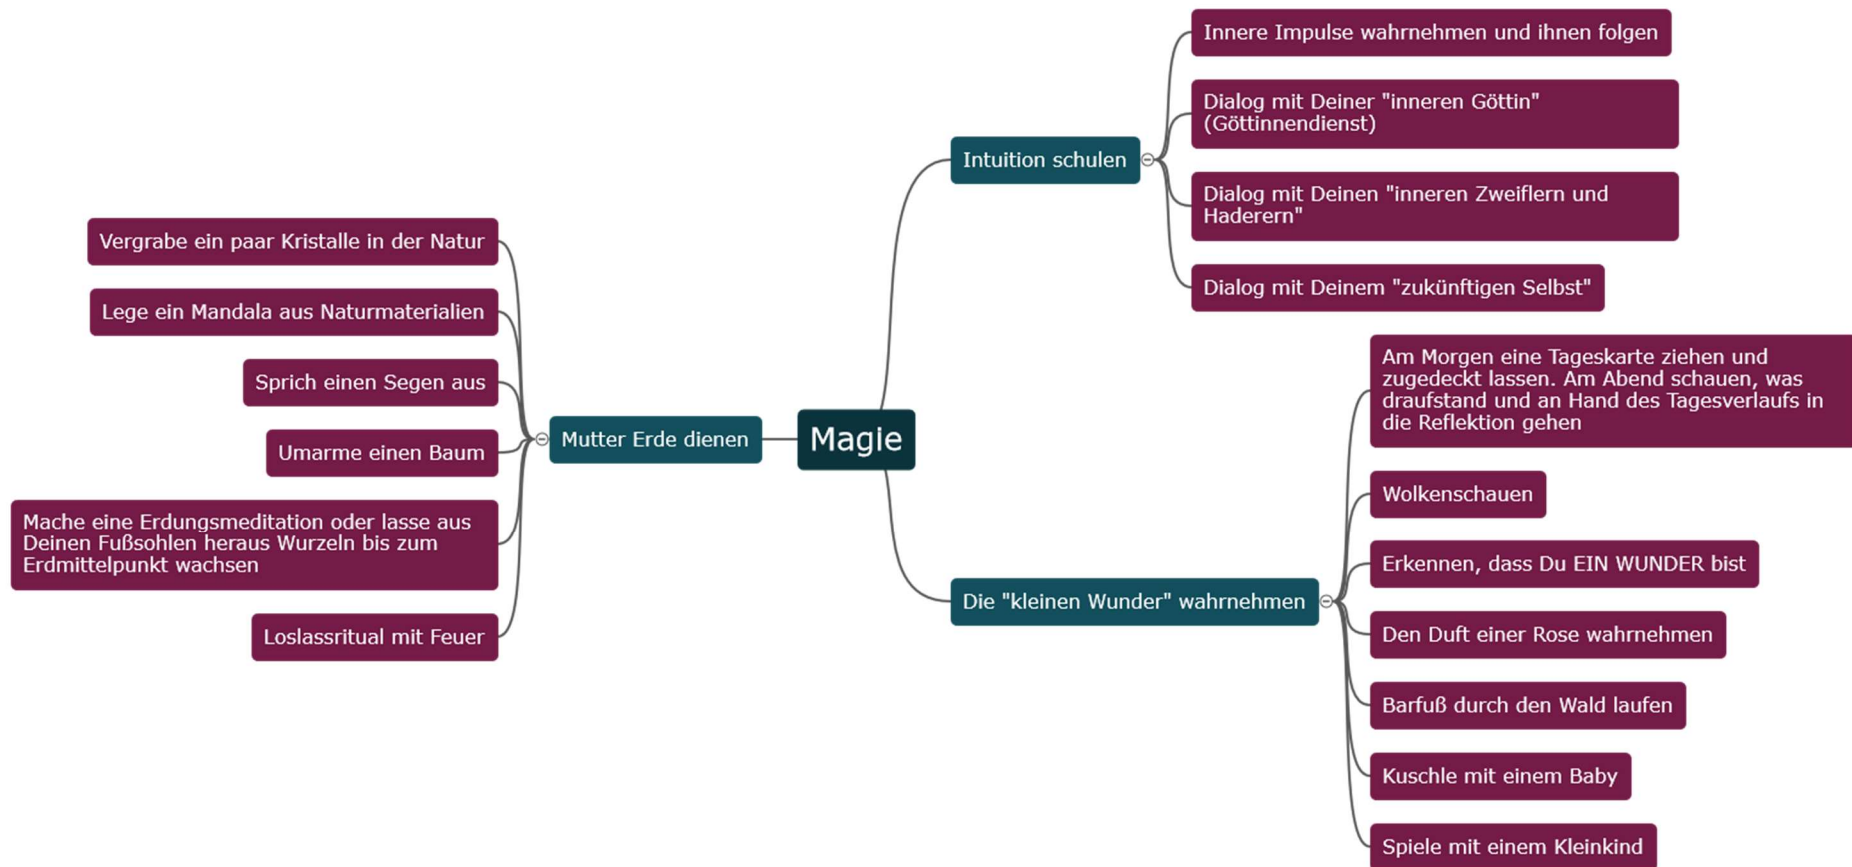 Magie
Intuition schulen
Innere Impulse wahrnehmen und ihnen folgen
Dialog mit Deiner "inneren Göttin"
(Göttinnendienst)
Dialog mit Deinen "inneren Zweiflern und
Haderern"
Dialog mit Deinem "zukünftigen Selbst"
Die "kleinen Wunder" wahrnehmen
Am Morgen eine Tageskarte ziehen und
zugedeckt lassen. Am Abend schauen, was
draufstand und an Hand des Tagesverlaufs in
die Reflektion gehen
Wolkenschauen
Erkennen, dass Du EIN WUNDER bist
Den Duft einer Rose wahrnehmen
Barfuß durch den Wald laufen
Kuschle mit einem Baby
Spiele mit einem Kleinkind
Mutter Erde dienen
Vergrabe ein paar Kristalle in der Natur
Lege ein Mandala aus Naturmaterialien
Sprich einen Segen aus
Umarme einen Baum
Mache eine Erdungsmeditation oder lasse aus
Deinen Fußsohlen heraus Wurzeln bis zum
Erdmittelpunkt wachsen
Loslassritual mit Feuer